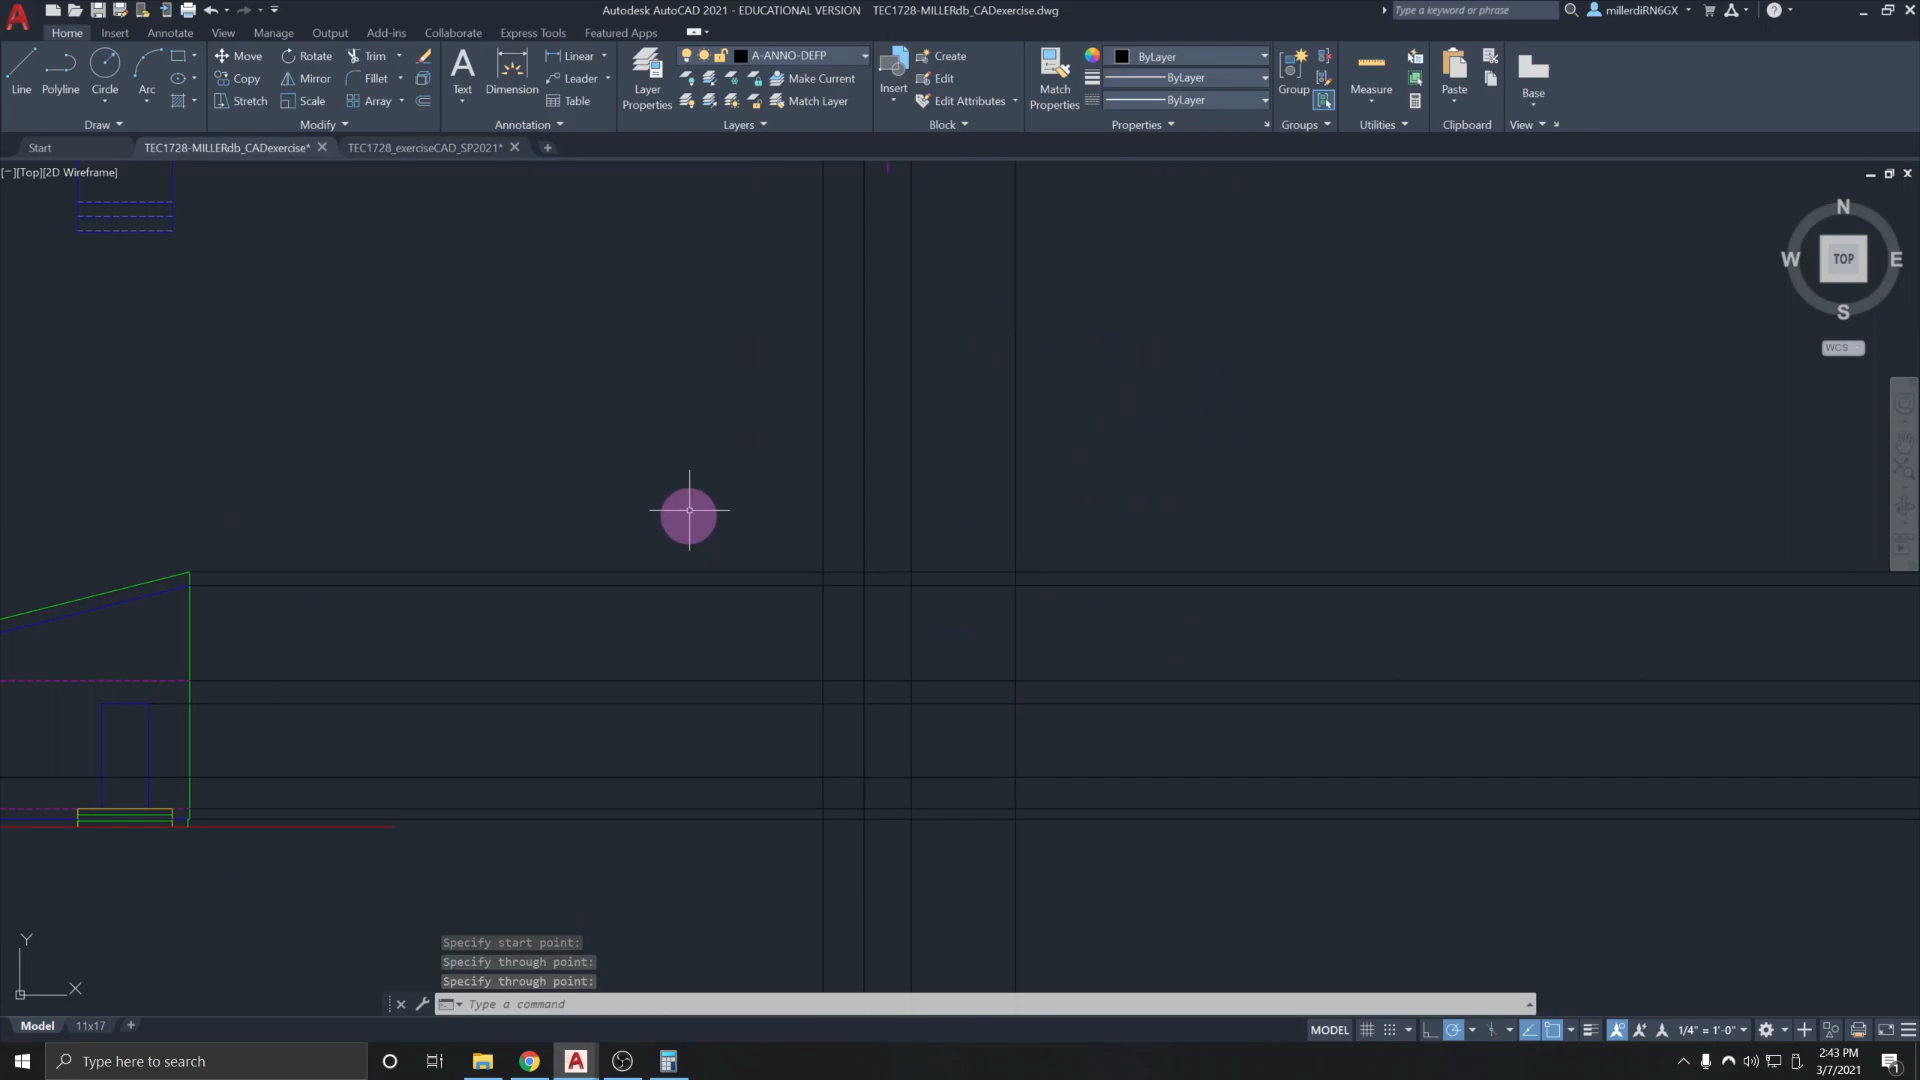 Autodesk AutoCAD 2021 - EDUCATIONAL VERSION TEC1728-MILLERdb_CADexercise.dwg
Type a keyword or phrase
millerdiRN6GX
Home Insert Annotate View Manage Output Add-ins Collaborate Express Tools Featured Apps
Line Polyline Circle Arc
Draw
Move Rotate Trim
Copy Mirror Fillet
Stretch Scale Array
Modify
Text Dimension
Linear
Leader
Table
Annotation
Layer Properties
A-ANNO-DEFP
Make Current
Match Layer
Layers
Insert
Create
Edit
Edit Attributes
Block
Match Properties
ByLayer
ByLayer
ByLayer
Properties
Group
Groups
Measure
Utilities
Paste
Clipboard
Base
View
Start TEC1728-MILLERdb_CADexercise* TEC1728_exerciseCAD_SP2021*
[−][Top][2D Wireframe]
N
W TOP E
S
WCS
Y
X
Specify start point:
Specify through point:
Specify through point:
Type a command
Model 11x17
MODEL 1/4" = 1'-0"
Type here to search
2:43 PM
3/7/2021
1